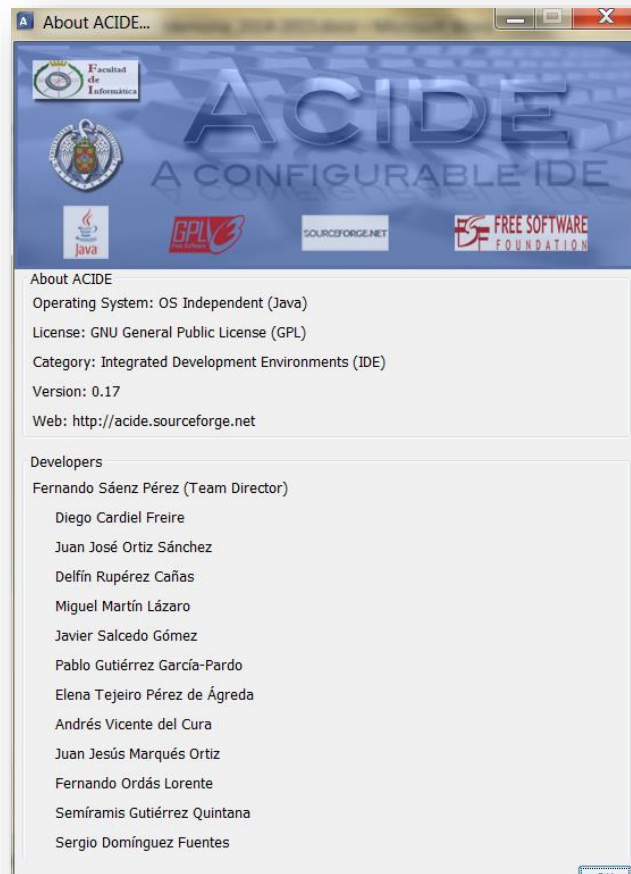 About ACIDE...
Facultad
de
Informática
ACIDE
A CONFIGURABLE IDE
Java
GPLV3
Free Software
SOURCEFORGE.NET
FSF FREE SOFTWARE
FOUNDATION
About ACIDE
Operating System: OS Independent (Java)
License: GNU General Public License (GPL)
Category: Integrated Development Environments (IDE)
Version: 0.17
Web: http://acide.sourceforge.net
Developers
Fernando Sáenz Pérez (Team Director)
Diego Cardiel Freire
Juan José Ortiz Sánchez
Delfín Rupérez Cañas
Miguel Martín Lázaro
Javier Salcedo Gómez
Pablo Gutiérrez García-Pardo
Elena Tejeiro Pérez de Ágreda
Andrés Vicente del Cura
Juan Jesús Marqués Ortiz
Fernando Ordás Lorente
Semíramis Gutiérrez Quintana
Sergio Domínguez Fuentes